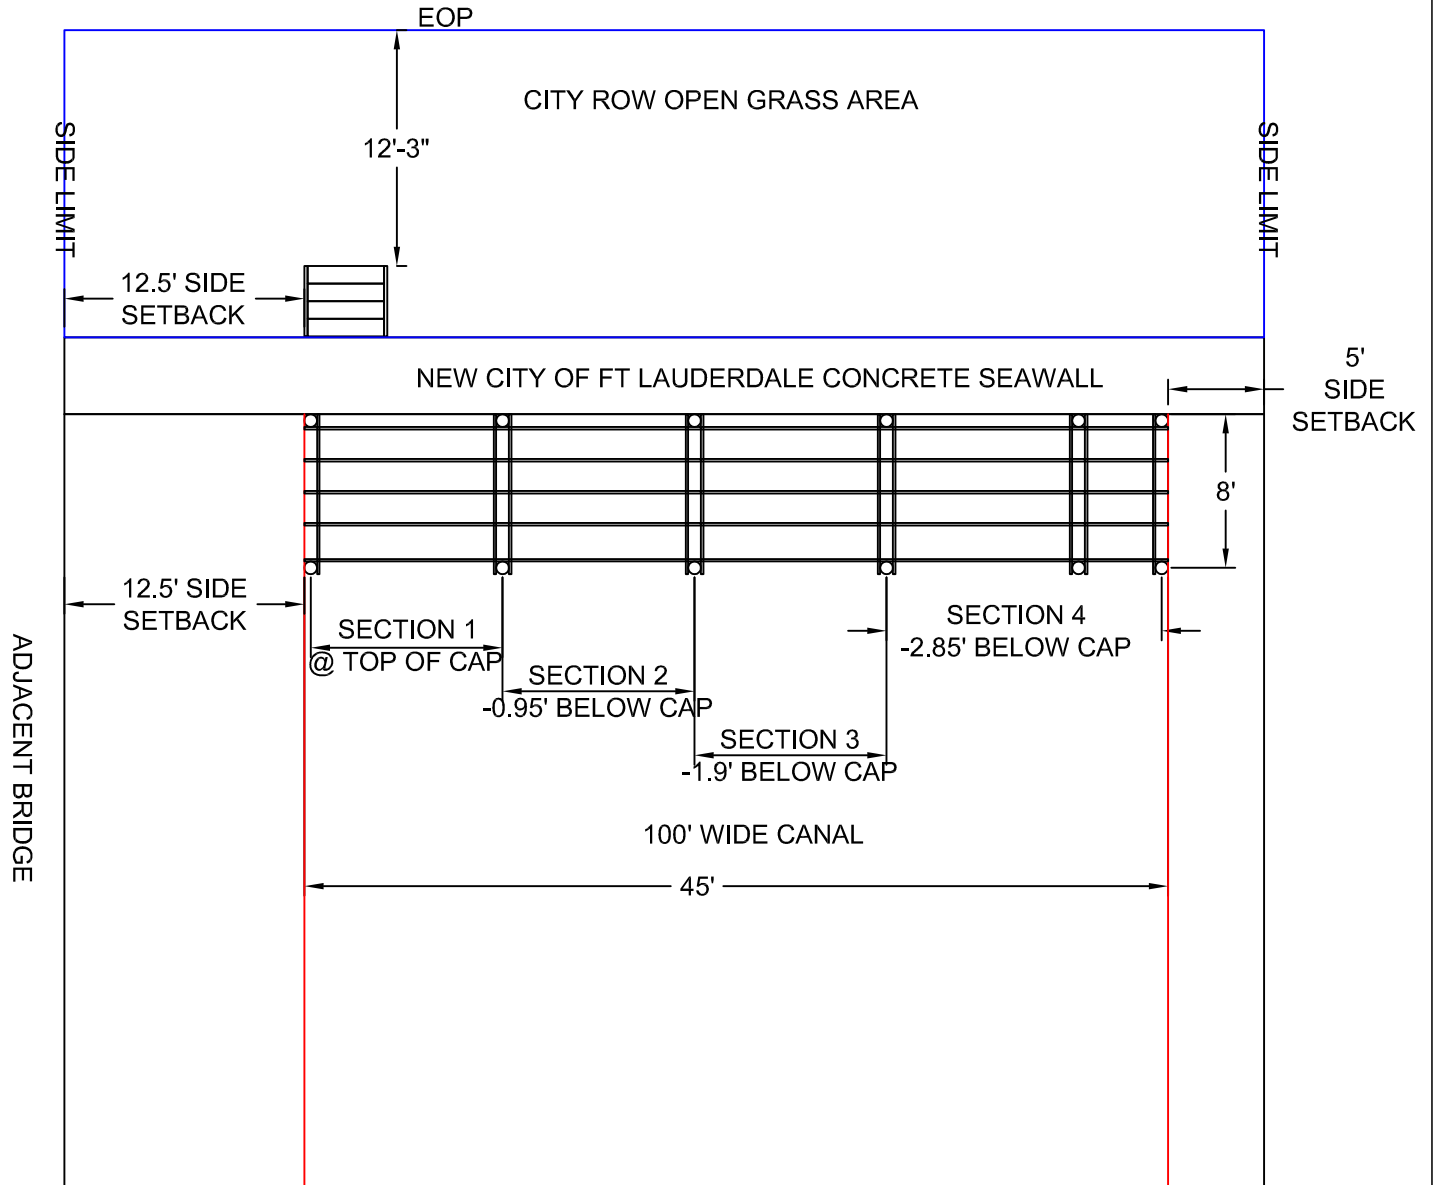 EOP
CITY ROW OPEN GRASS AREA
SIDE LIMIT
SIDE LIMIT
12'-3"
12.5' SIDE
SETBACK
NEW CITY OF FT LAUDERDALE CONCRETE SEAWALL
5'
SIDE
SETBACK
8'
12.5' SIDE
SETBACK
SECTION 1
@ TOP OF CAP
SECTION 2
-0.95' BELOW CAP
SECTION 3
-1.9' BELOW CAP
SECTION 4
-2.85' BELOW CAP
ADJACENT BRIDGE
100' WIDE CANAL
45'